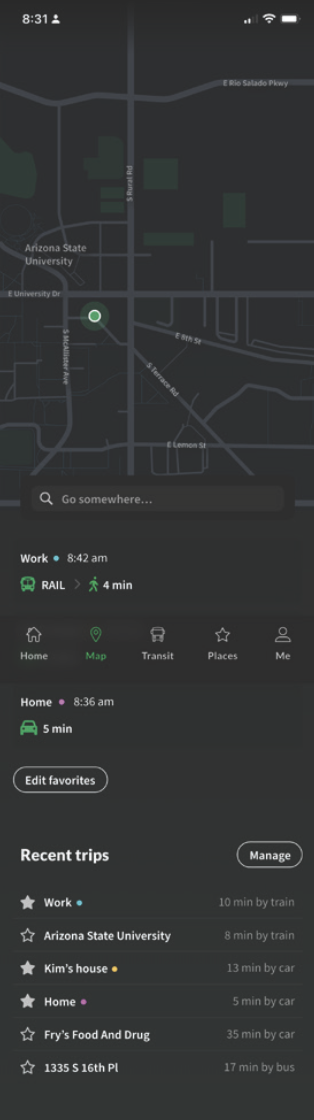 8:31
E Rio Salado Pkwy
S Rural Rd
Arizona State
University
E University Dr
S McAllister Ave
E 8th St
S Terrace Rd
E Lemon St
Go somewhere...
Work • 8:42 am
RAIL > 4 min
Home Map Transit Places Me
Home • 8:36 am
5 min
Edit favorites
Recent trips Manage
Work • 10 min by train
Arizona State University 8 min by train
Kim's house • 13 min by car
Home • 5 min by car
Fry's Food And Drug 35 min by car
1335 S 16th Pl 17 min by bus